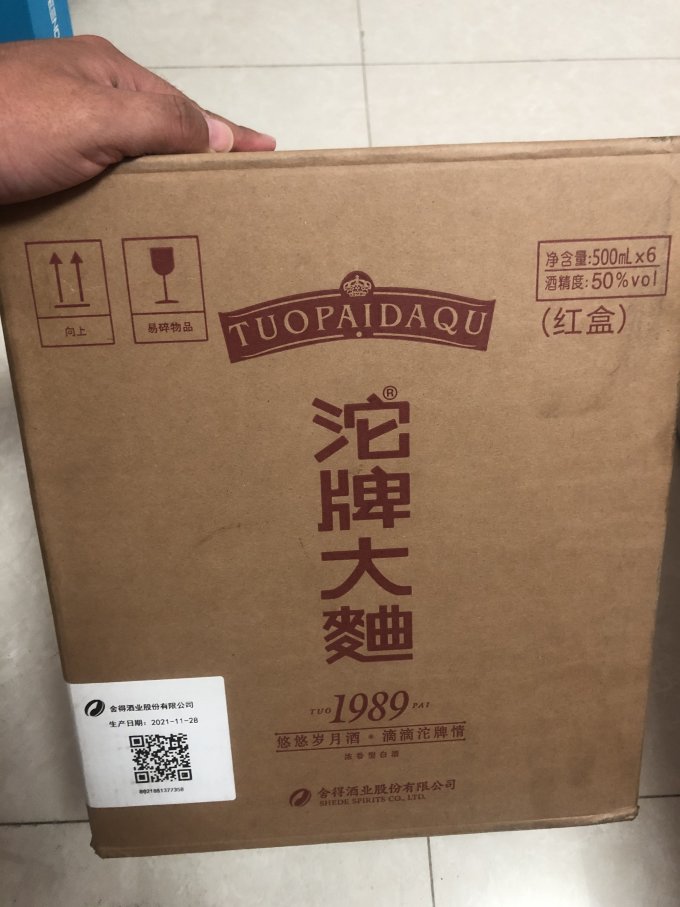 净含量:500mLx6
酒精度:50%vol
(红盒)
向上
易碎物品
TUOPAIDAQU
®
沱
牌
大
麯
TUO 1989 PAI
悠悠岁月酒·滴滴沱牌情
浓香型白酒
舍得酒业股份有限公司
SHEDE SPIRITS CO., LTD.
舍得酒业股份有限公司
生产日期: 2021-11-28